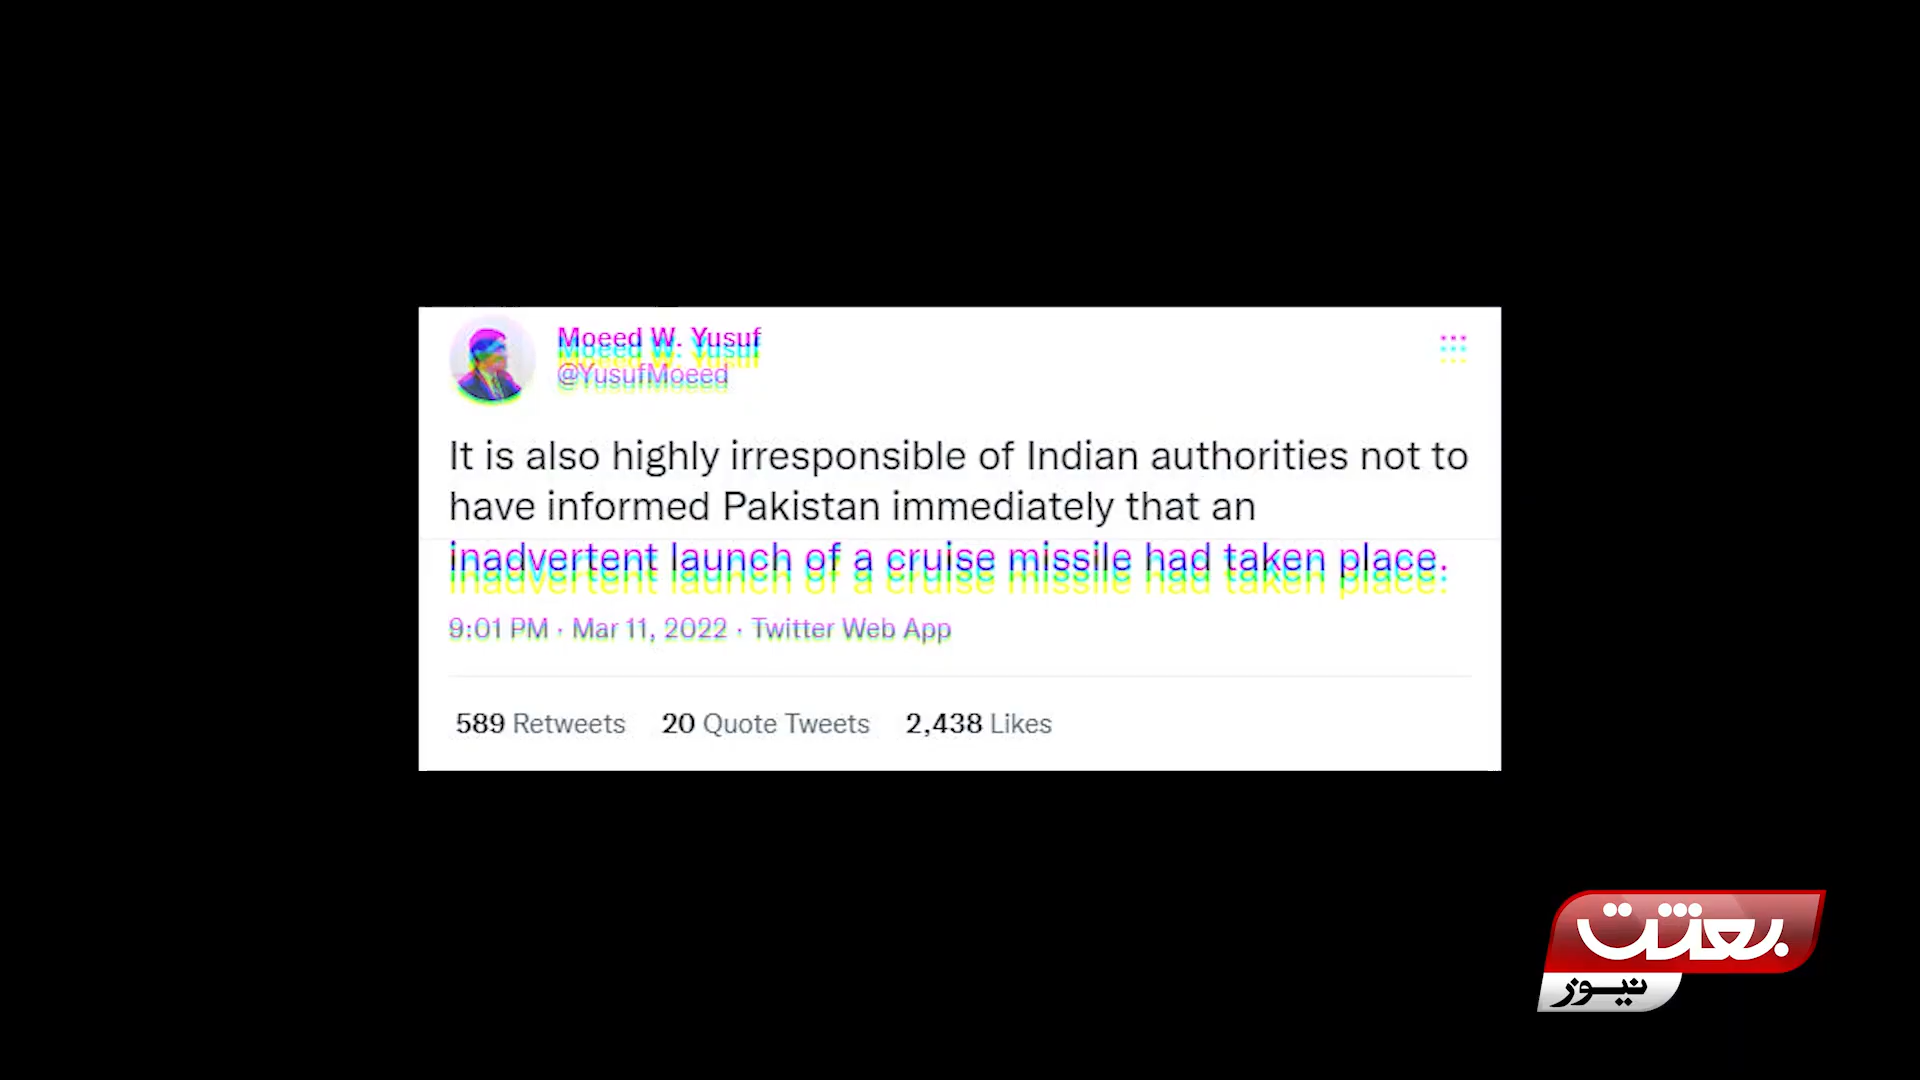 Moeed W. Yusuf
@YusufMoeed
It is also highly irresponsible of Indian authorities not to
have informed Pakistan immediately that an
inadvertent launch of a cruise missile had taken place.
9:01 PM · Mar 11, 2022 · Twitter Web App
589 Retweets 20 Quote Tweets 2,438 Likes
بعثت
نیوز